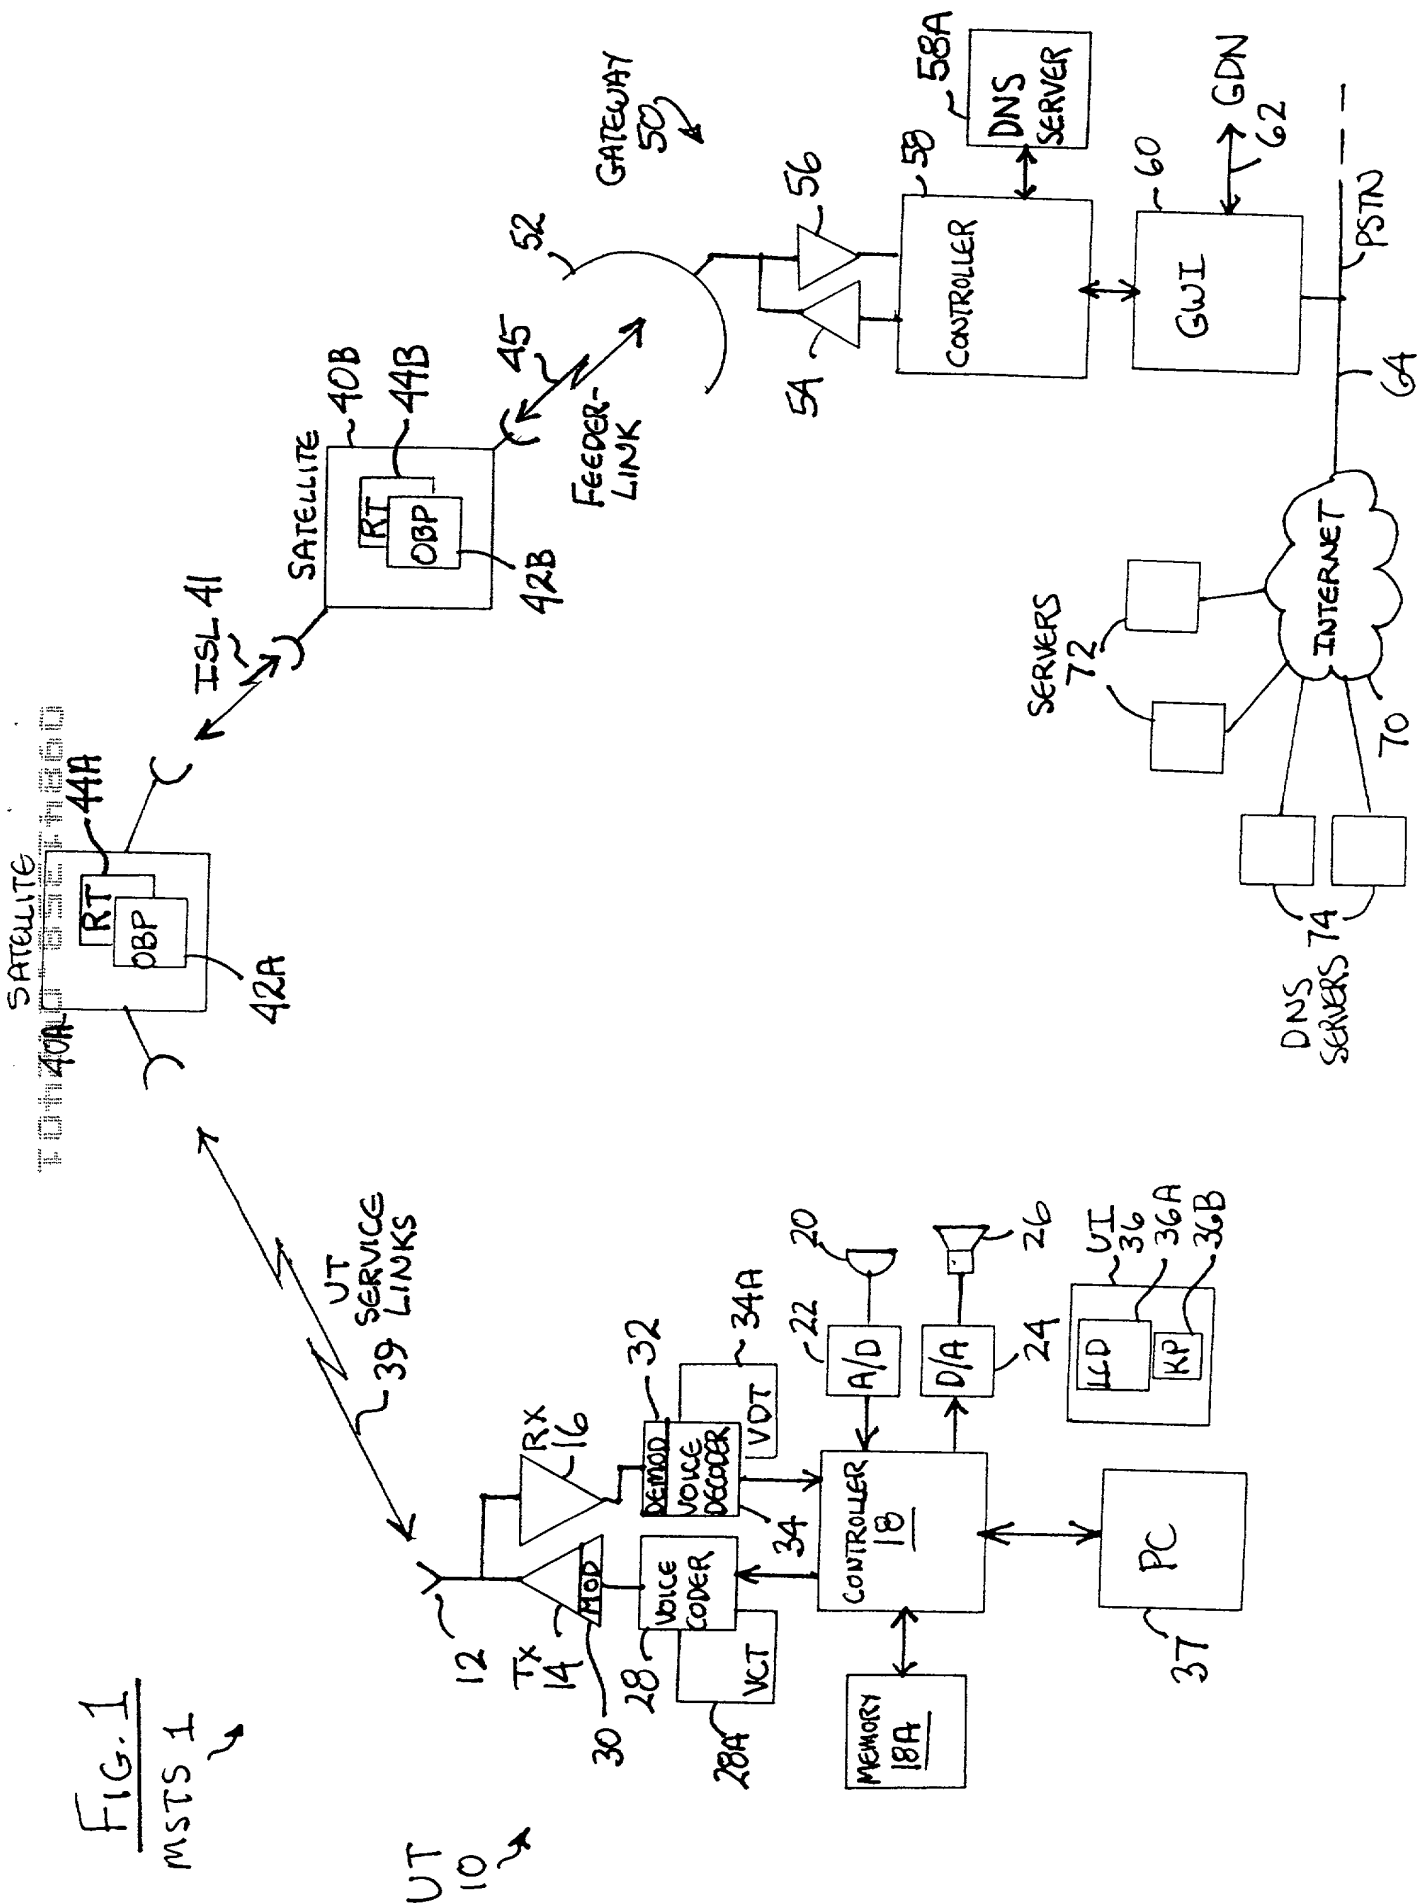 FIG. 1
MSTS 1
UT
10
12
TX
14
MOD
30
RX
16
28
VOICE
CODER
28A
VCT
DEMOD
32
VOICE
DECODER
34
VDT
34A
CONTROLLER
18
MEMORY
18A
A/D
22
20
D/A
24
26
LCD
KP
UI
36
36A
36B
PC
37
UT
SERVICE
LINKS
39
SATELLITE
40A
RT
OBP
42A
44A
ISL 41
SATELLITE
40B
RT
OBP
42B
44B
45
FEEDER-
LINK
GATEWAY
50
52
54
56
CONTROLLER
58
DNS
SERVER
58A
GWI
60
GDN
62
PSTN
64
INTERNET
70
SERVERS
72
DNS
SERVERS 74